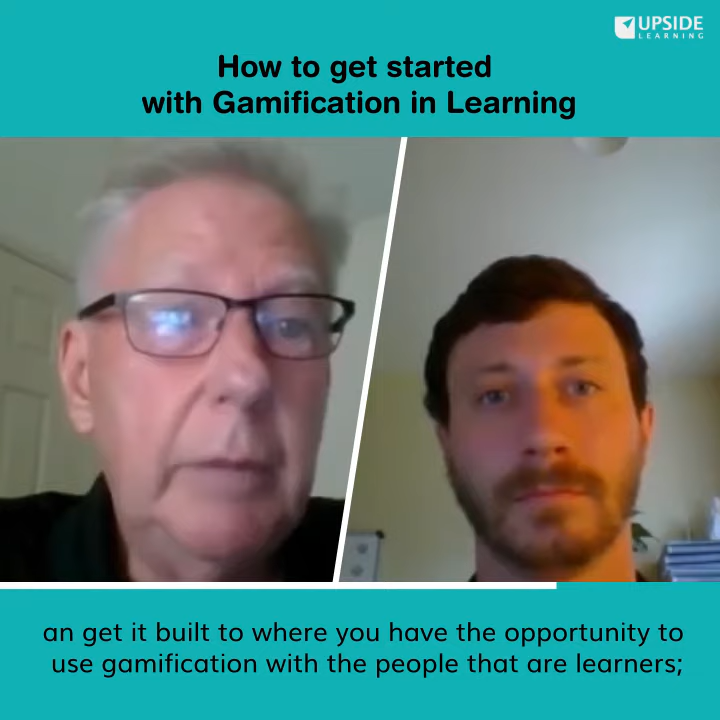 UPSIDE
LEARNING
How to get started
with Gamification in Learning
an get it built to where you have the opportunity to
use gamification with the people that are learners;